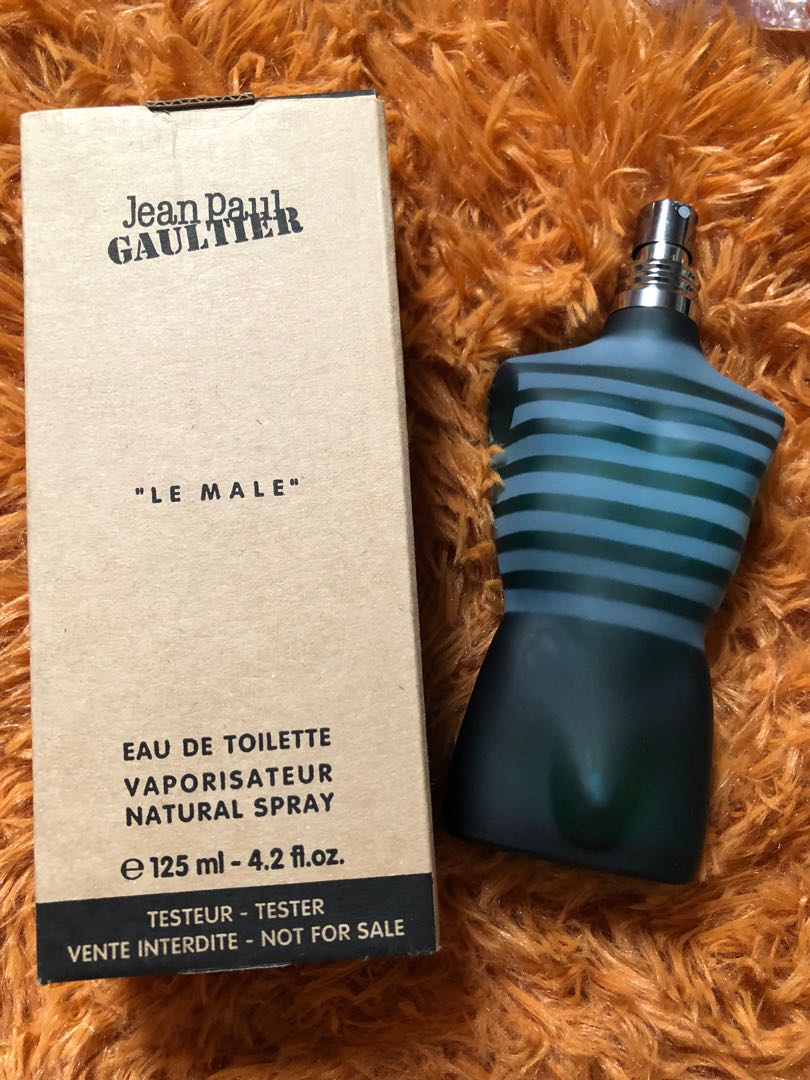 Jean Paul
GAULTIER
"LE MALE"
EAU DE TOILETTE
VAPORISATEUR
NATURAL SPRAY
℮ 125 ml - 4.2 fl.oz.
TESTEUR - TESTER
VENTE INTERDITE - NOT FOR SALE